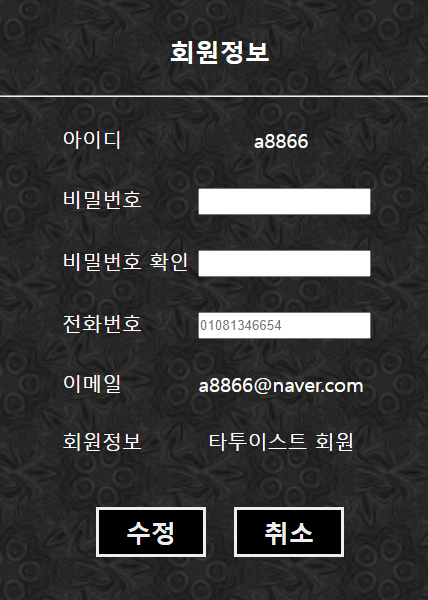 회원정보
아이디 a8866
비밀번호
비밀번호 확인
전화번호 01081346654
이메일 a8866@naver.com
회원정보 타투이스트 회원
수정 취소